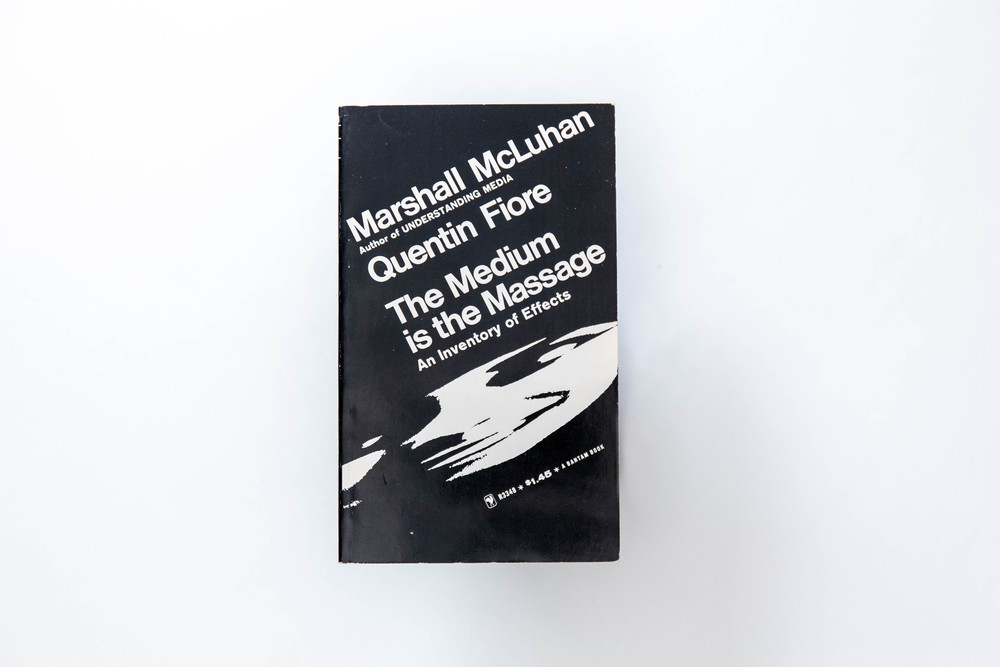 Marshall McLuhan
Author of UNDERSTANDING MEDIA
Quentin Fiore
The Medium
is the Massage
An Inventory of Effects
R3348 * $1.45 * A BANTAM BOOK